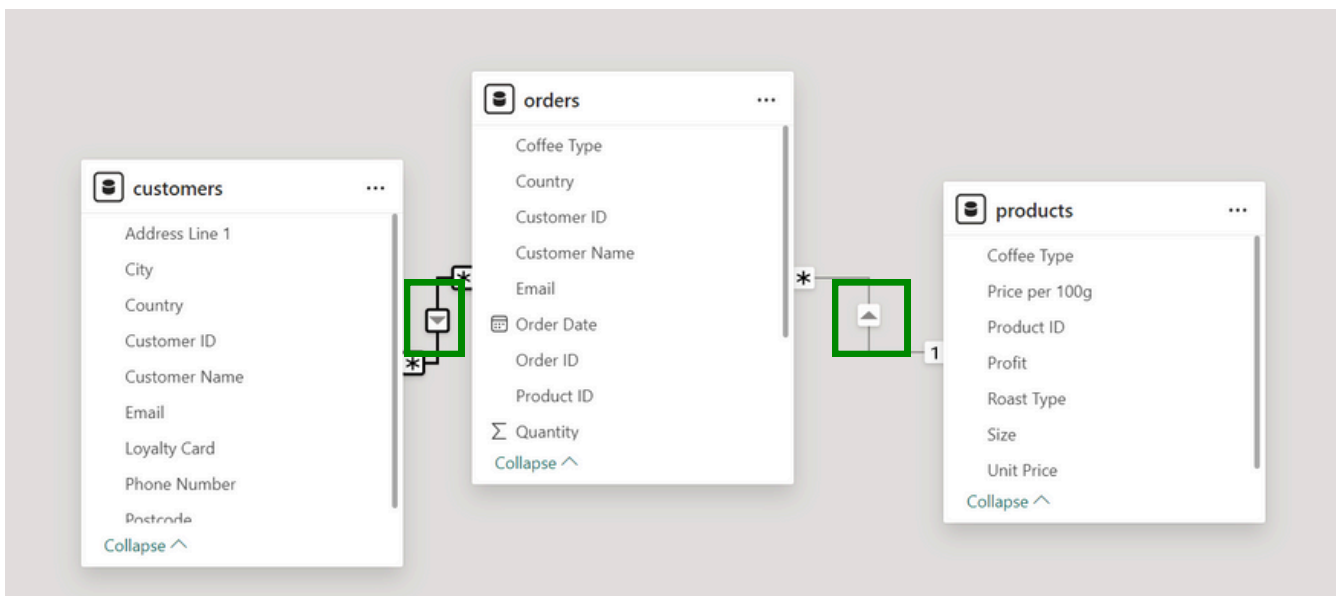 customers
Address Line 1
City
Country
Customer ID
Customer Name
Email
Loyalty Card
Phone Number
Postcode
Collapse
*
*
orders
Coffee Type
Country
Customer ID
Customer Name
Email
Order Date
Order ID
Product ID
Σ Quantity
Collapse
*
1
products
Coffee Type
Price per 100g
Product ID
Profit
Roast Type
Size
Unit Price
Collapse